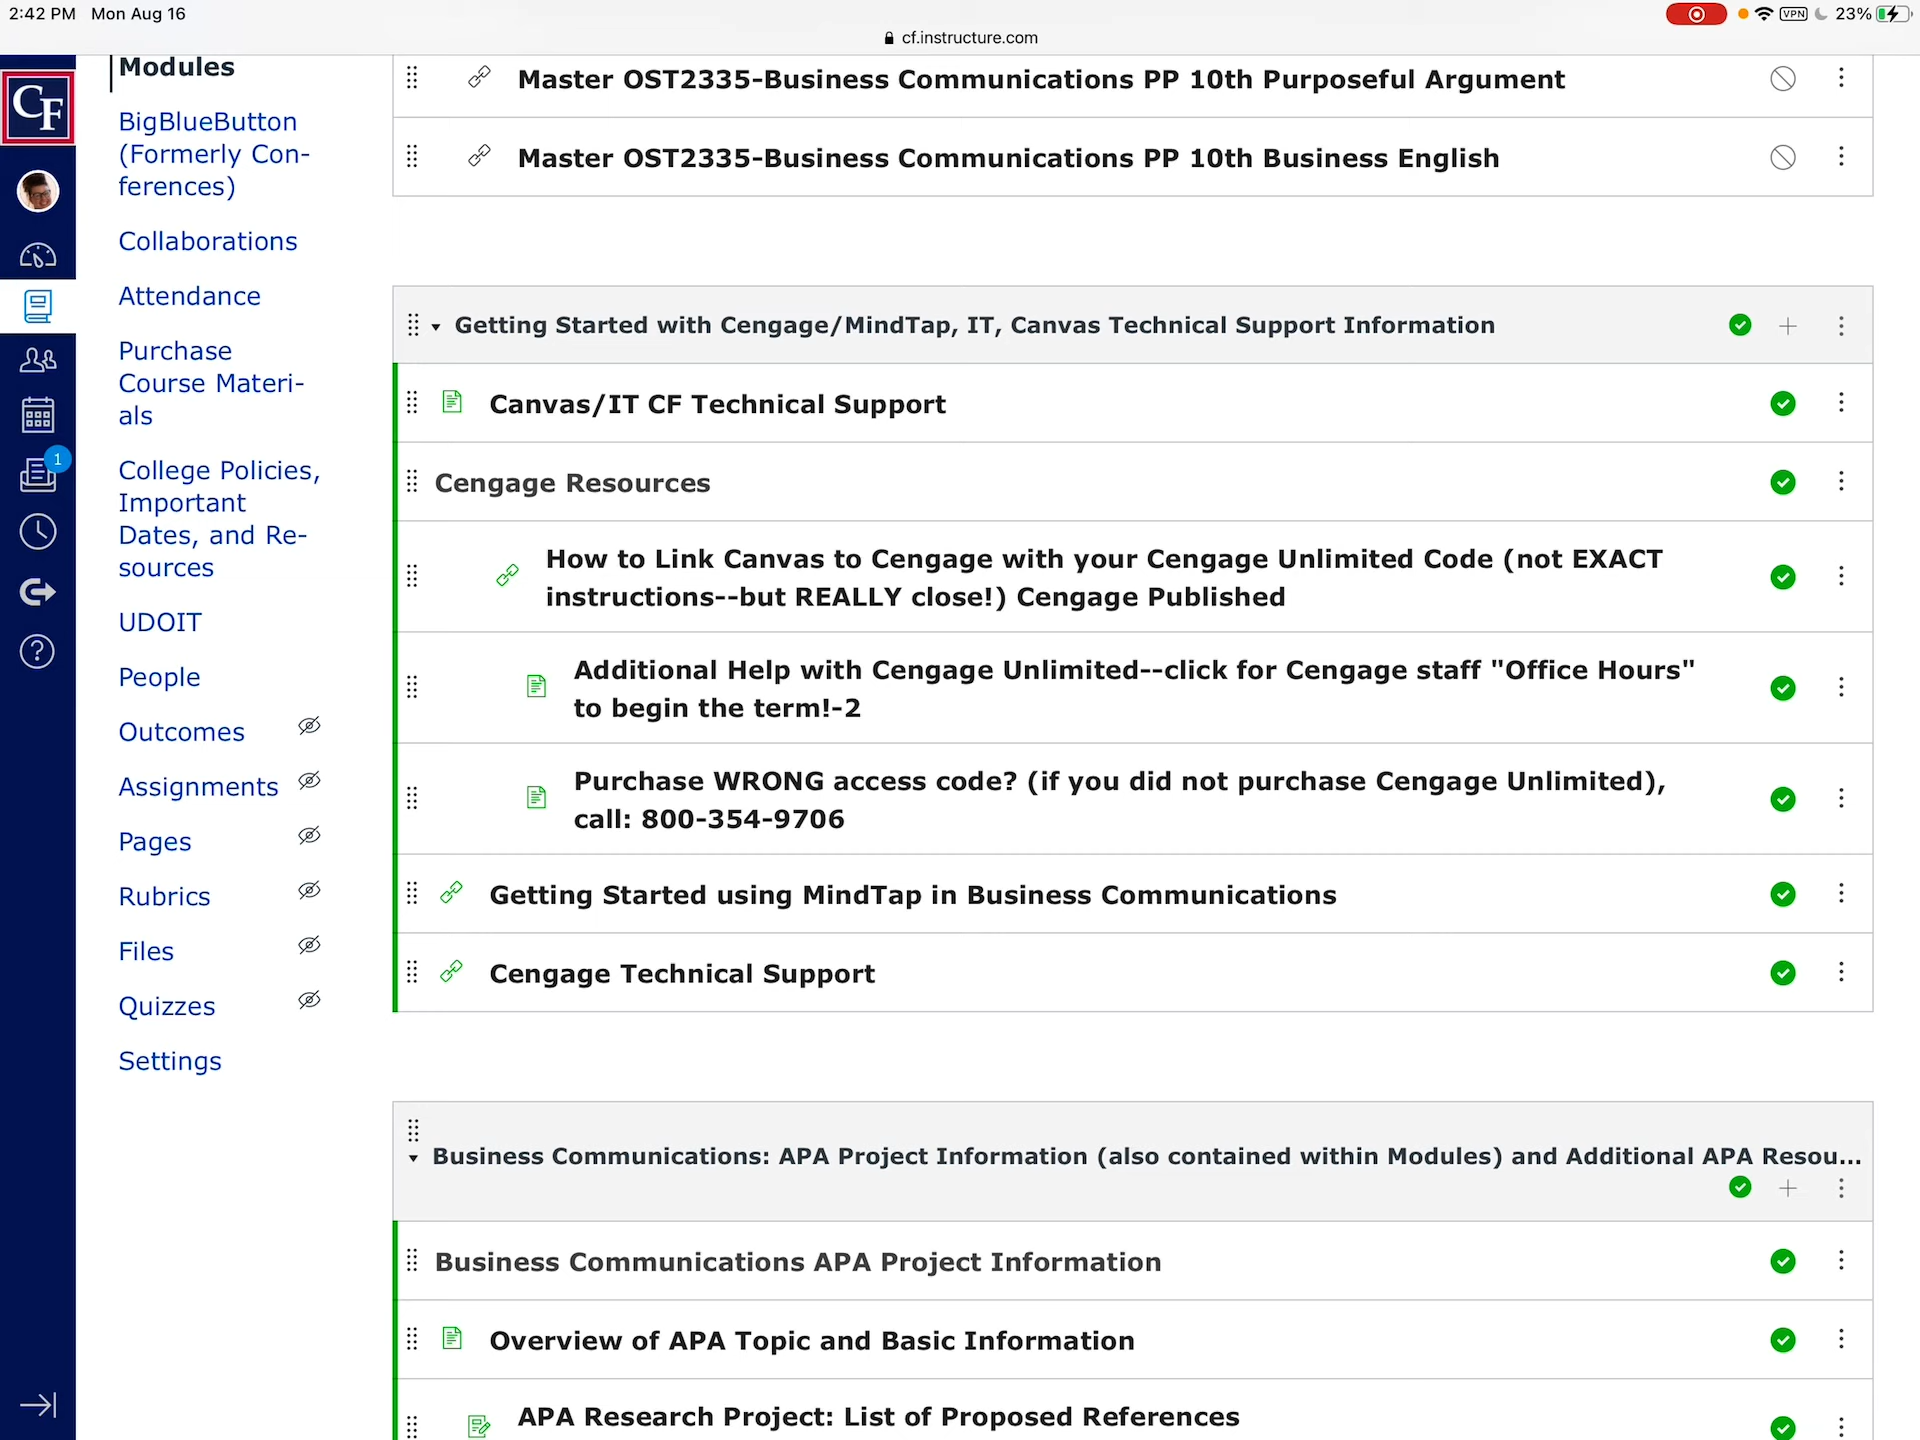 2:42 PM Mon Aug 16
VPN 23%
cf.instructure.com
CF
1
Modules
BigBlueButton
(Formerly Con-
ferences)
Collaborations
Attendance
Purchase
Course Materi-
als
College Policies,
Important
Dates, and Re-
sources
UDOIT
People
Outcomes
Assignments
Pages
Rubrics
Files
Quizzes
Settings
Master OST2335-Business Communications PP 10th Purposeful Argument
Master OST2335-Business Communications PP 10th Business English
Getting Started with Cengage/MindTap, IT, Canvas Technical Support Information
Canvas/IT CF Technical Support
Cengage Resources
How to Link Canvas to Cengage with your Cengage Unlimited Code (not EXACT
instructions--but REALLY close!) Cengage Published
Additional Help with Cengage Unlimited--click for Cengage staff "Office Hours"
to begin the term!-2
Purchase WRONG access code? (if you did not purchase Cengage Unlimited),
call: 800-354-9706
Getting Started using MindTap in Business Communications
Cengage Technical Support
Business Communications: APA Project Information (also contained within Modules) and Additional APA Resou...
Business Communications APA Project Information
Overview of APA Topic and Basic Information
APA Research Project: List of Proposed References